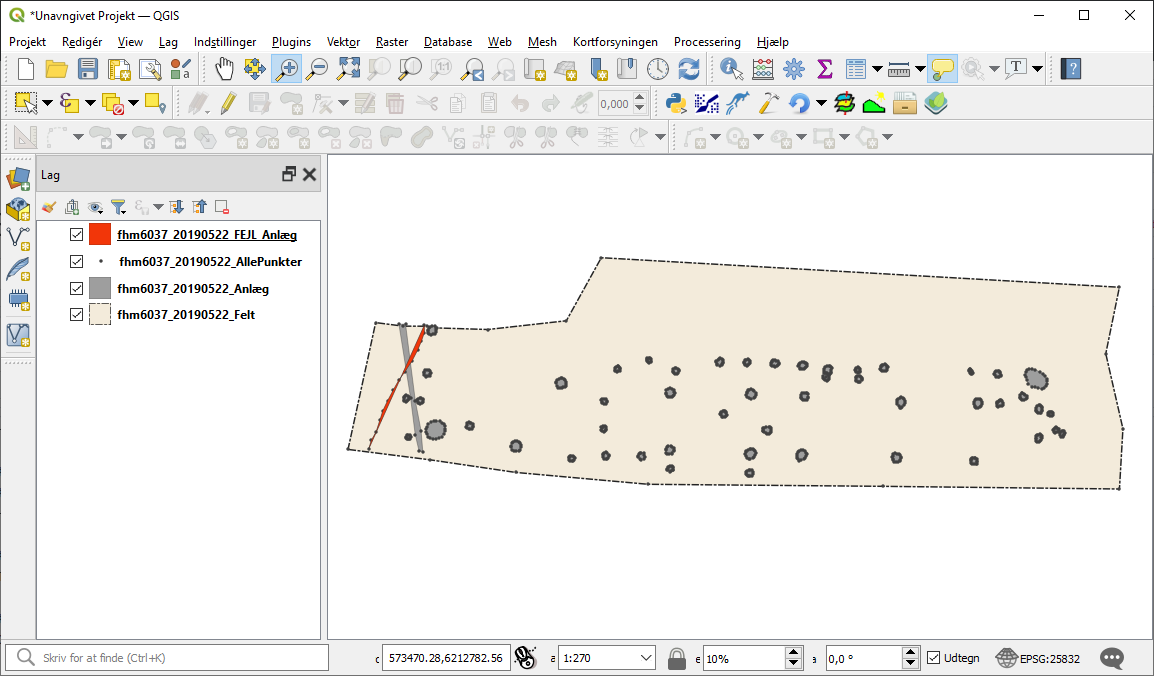 *Unavngivet Projekt — QGIS
Projekt Redigér View Lag Indstillinger Plugins Vektor Raster Database Web Mesh Kortforsyningen Processering Hjælp
1:1
T
?
0,000
Lag
fhm6037_20190522_FEJL_Anlæg
fhm6037_20190522_AllePunkter
fhm6037_20190522_Anlæg
fhm6037_20190522_Felt
Skriv for at finde (Ctrl+K)
573470.28,6212782.56
1:270
10%
0,0 °
Udtegn
EPSG:25832